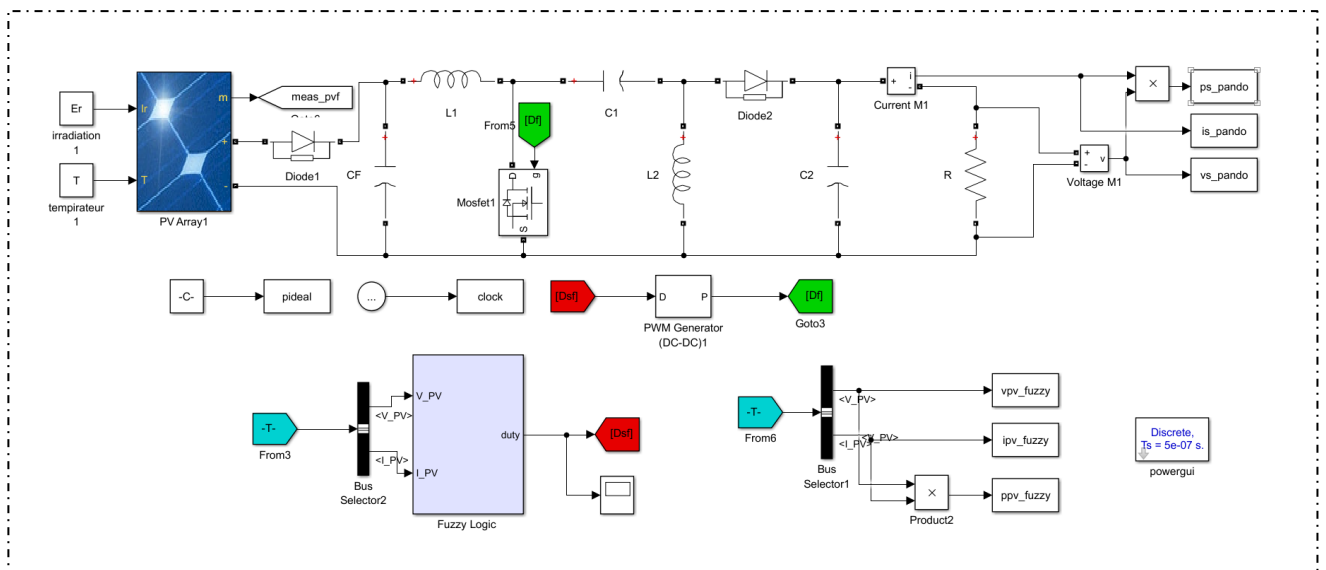 Er
irradiation
1
T
tempirateur
1
Ir
T
m
+
-
PV Array1
meas_pvf
Diode1
CF
L1
From5
[Df]
Mosfet1
D
g
S
C1
L2
Diode2
C2
+
-
i
Current M1
R
+
-
v
Voltage M1
×
ps_pando
is_pando
vs_pando
-C-
pideal
...
clock
[Dsf]
D
P
PWM Generator
(DC-DC)1
[Df]
Goto3
-T-
From3
<V_PV>
<I_PV>
Bus
Selector2
V_PV
I_PV
duty
Fuzzy Logic
[Dsf]
-T-
From6
<V_PV>
<I_PV>
<V_PV>
Bus
Selector1
×
Product2
vpv_fuzzy
ipv_fuzzy
ppv_fuzzy
Discrete,
Ts = 5e-07 s.
powergui